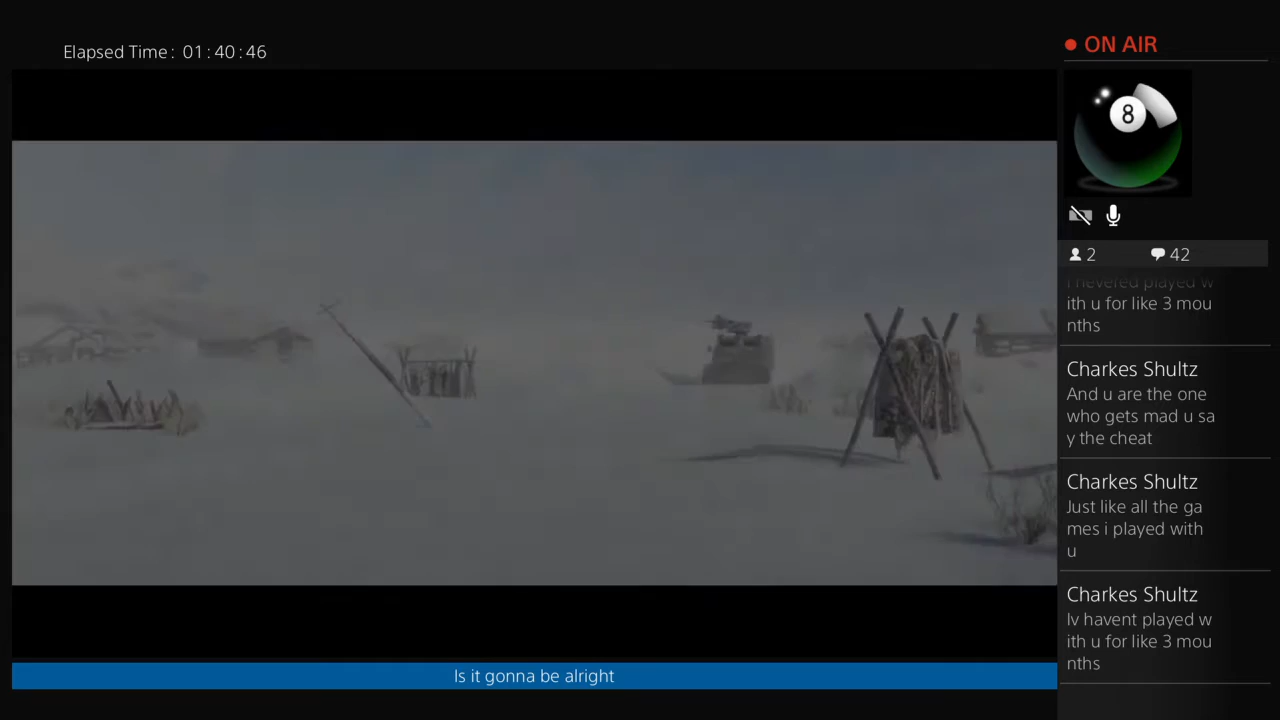 Elapsed Time: 01:40:46
ON AIR
8
2 42
I nevered played w
ith u for like 3 mou
nths
Charkes Shultz
And u are the one
who gets mad u sa
y the cheat
Charkes Shultz
Just like all the ga
mes i played with
u
Charkes Shultz
Iv havent played w
ith u for like 3 mou
nths
Is it gonna be alright